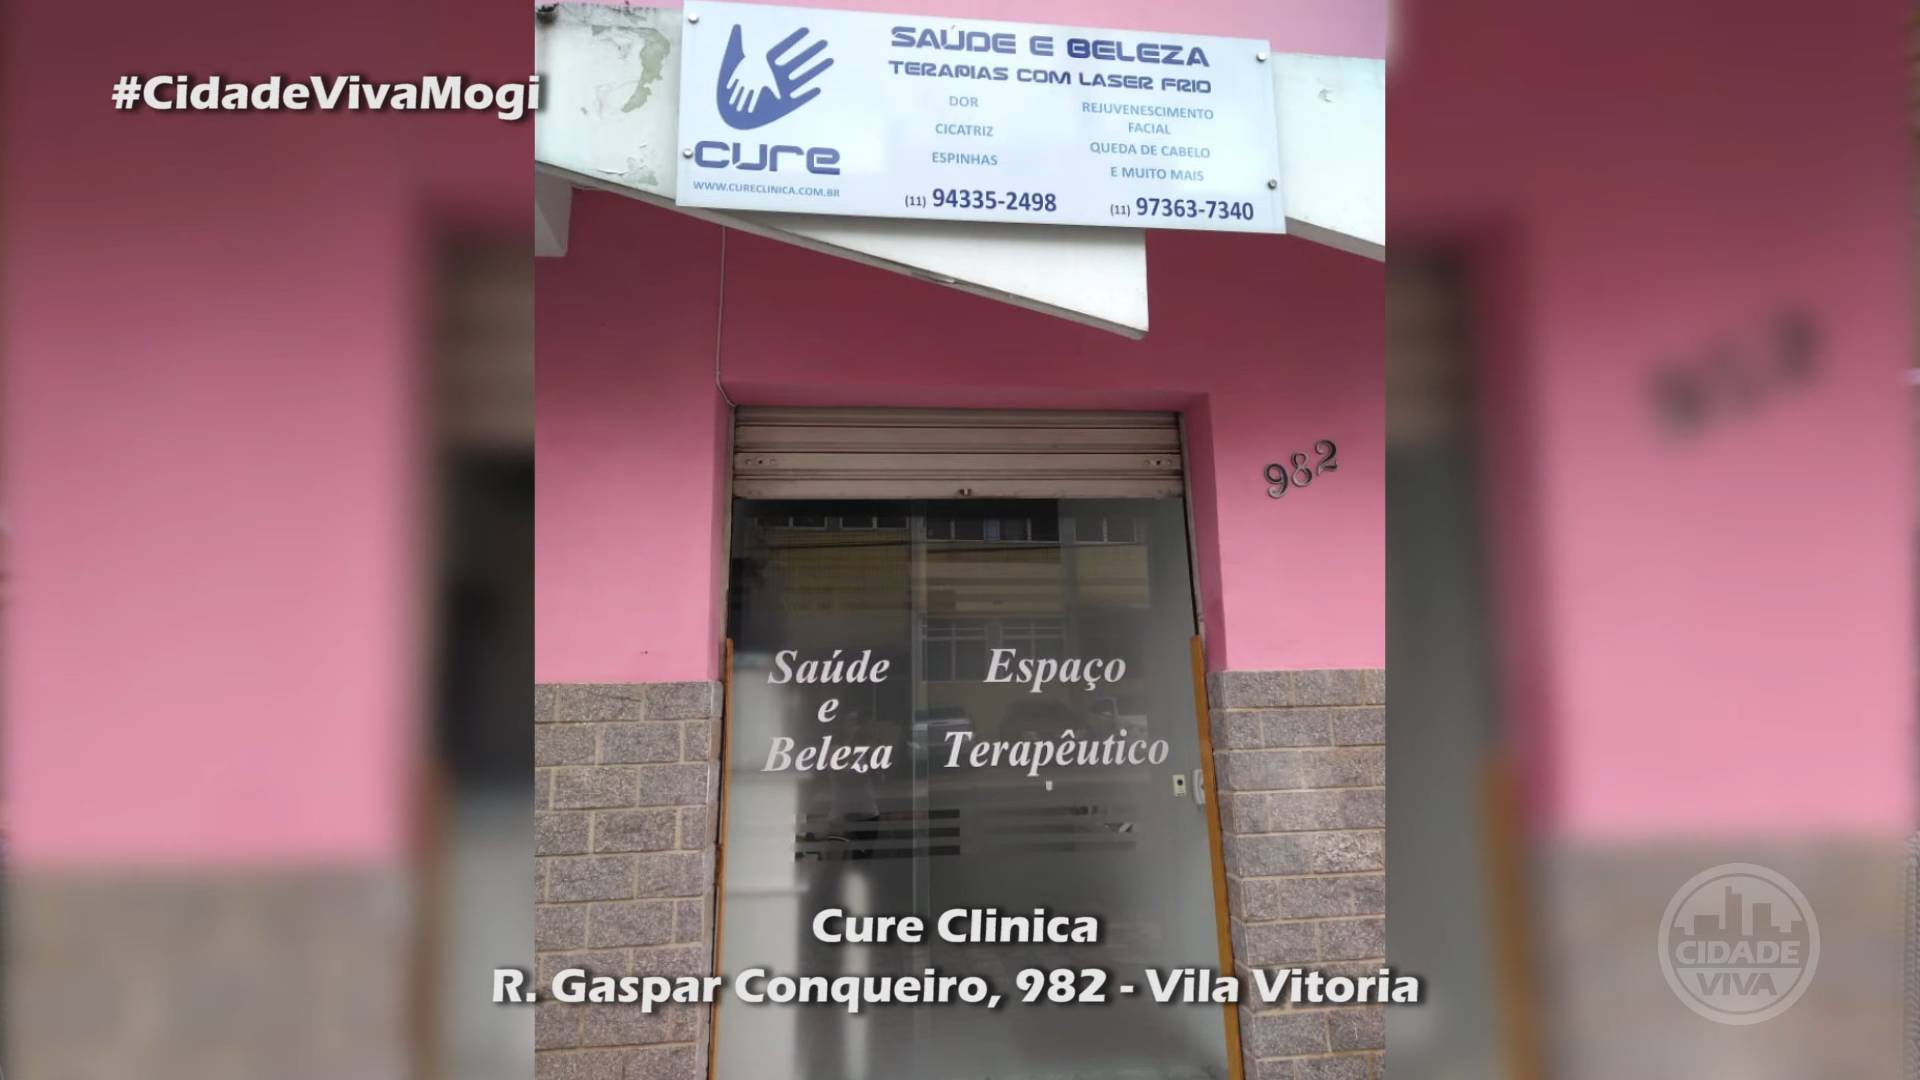 #CidadeVivaMogi
SAÚDE E BELEZA
TERAPIAS COM LASER FRIO
DOR
CICATRIZ
ESPINHAS
REJUVENESCIMENTO
FACIAL
QUEDA DE CABELO
E MUITO MAIS
CURE
WWW.CURECLINICA.COM.BR
(11) 94335-2498
(11) 97363-7340
982
Saúde
e
Beleza
Espaço
Terapêutico
Cure Clinica
R. Gaspar Conqueiro, 982 - Vila Vitoria
CIDADE
VIVA